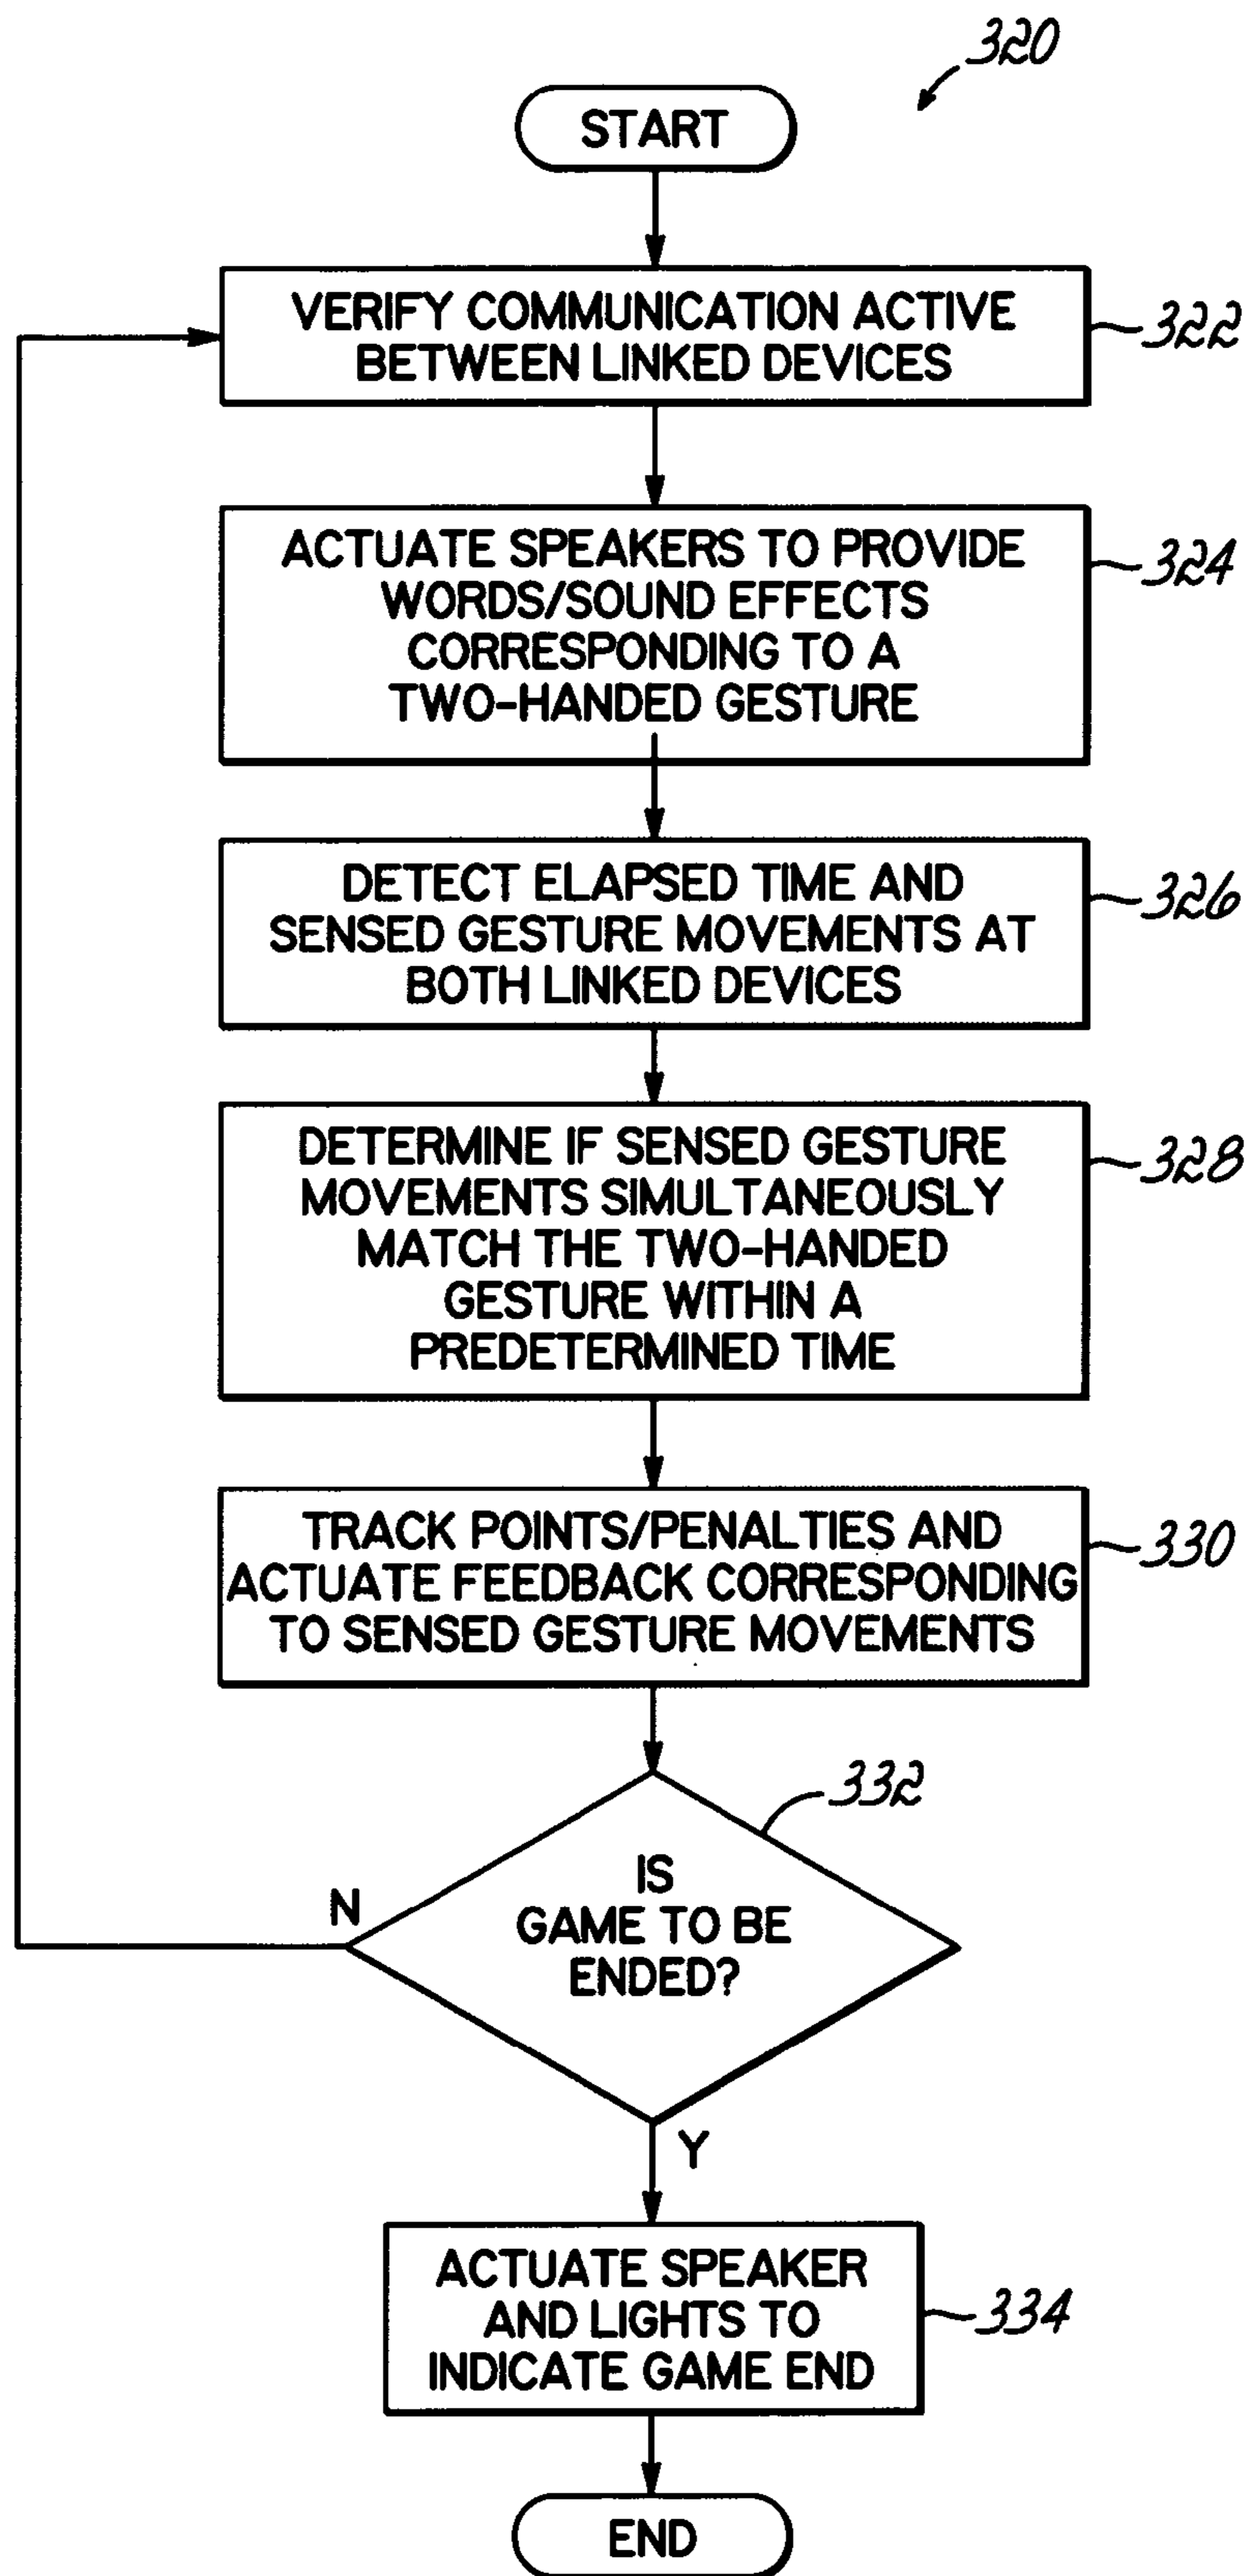 320
START
VERIFY COMMUNICATION ACTIVE
BETWEEN LINKED DEVICES
322
ACTUATE SPEAKERS TO PROVIDE
WORDS/SOUND EFFECTS
CORRESPONDING TO A
TWO-HANDED GESTURE
324
DETECT ELAPSED TIME AND
SENSED GESTURE MOVEMENTS AT
BOTH LINKED DEVICES
326
DETERMINE IF SENSED GESTURE
MOVEMENTS SIMULTANEOUSLY
MATCH THE TWO-HANDED
GESTURE WITHIN A
PREDETERMINED TIME
328
TRACK POINTS/PENALTIES AND
ACTUATE FEEDBACK CORRESPONDING
TO SENSED GESTURE MOVEMENTS
330
332
IS
GAME TO BE
ENDED?
N
Y
ACTUATE SPEAKER
AND LIGHTS TO
INDICATE GAME END
334
END